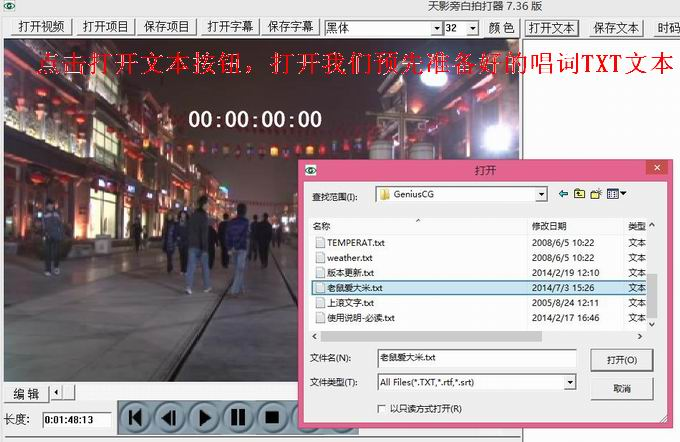 天影旁白拍打器 7.36 版
打开视频 打开项目 保存项目 打开字幕 保存字幕 黑体 32 颜 色 打开文本 保存文本 时码
点击打开文本按钮，打开我们预先准备好的唱词TXT文本
00:00:00:00
打开
查找范围(I): GeniusCG
名称 修改日期 类型
TEMPERAT.txt 2008/6/5 10:22 文本
weather.txt 2008/6/5 10:22 文本
版本更新.txt 2014/2/19 12:10 文本
老鼠爱大米.txt 2014/7/3 15:26 文本
上滚文字.txt 2005/8/24 12:11 文本
使用说明-必读.txt 2014/2/17 16:46 文本
文件名(N): 老鼠爱大米.txt 打开(O)
文件类型(T): All Files(*.TXT,*.rtf,*.srt) 取消
以只读方式打开(R)
编 辑
长度: 0:01:48:13